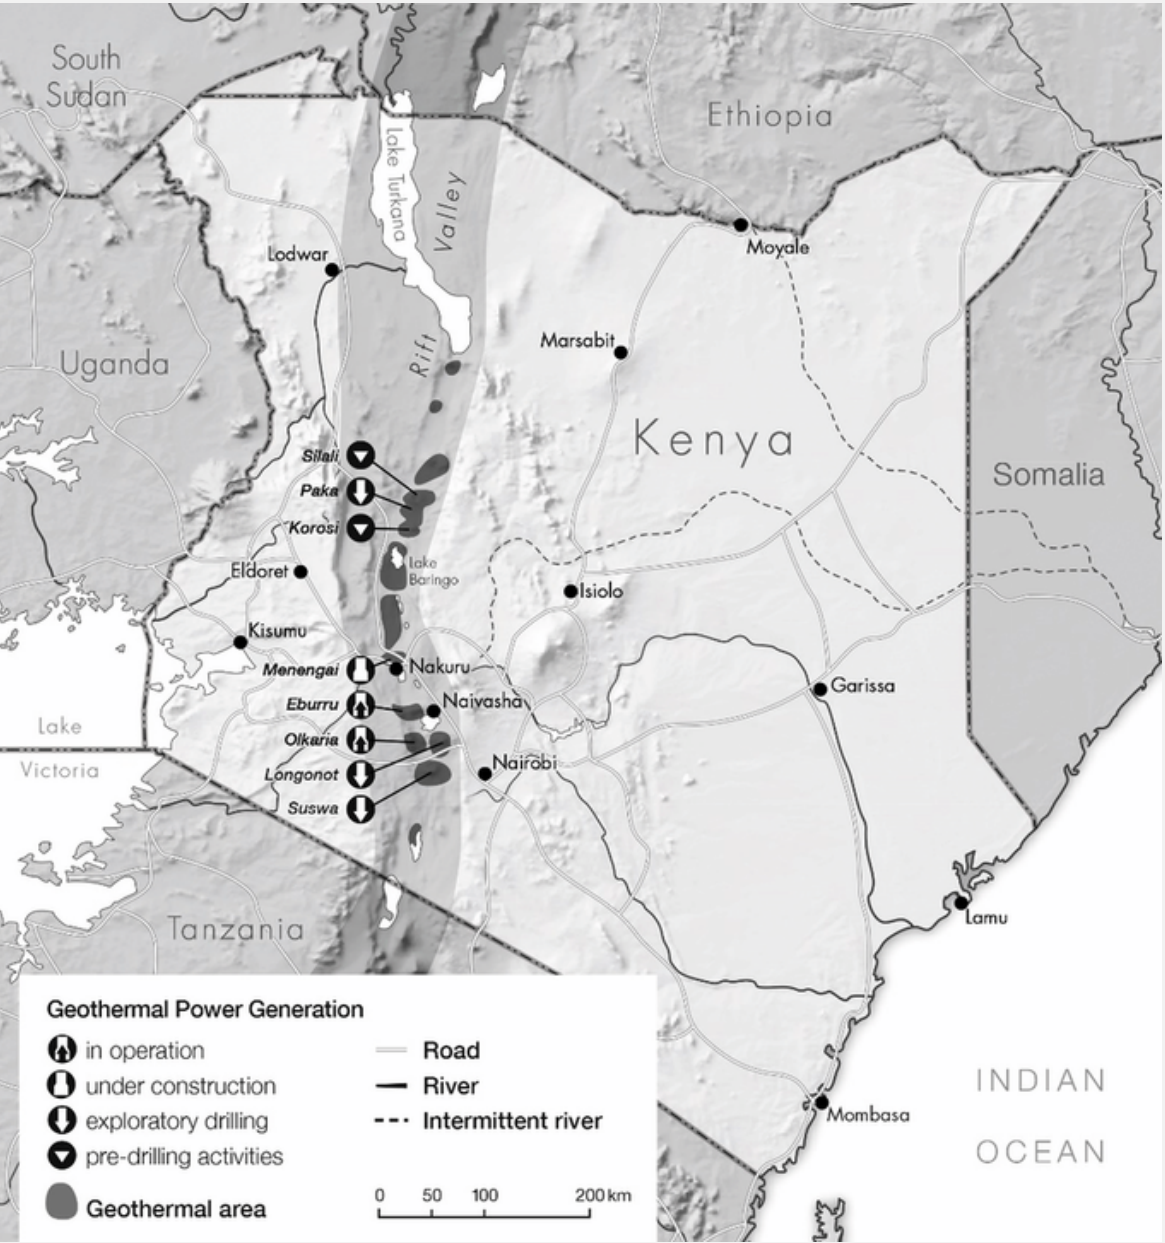 South
Sudan
Ethiopia
Lake Turkana
Valley
Moyale
Lodwar
Marsabit
Rift
Uganda
Kenya
Silali
Somalia
Paka
Korosi
Lake
Baringo
Eldoret
Isiolo
Kisumu
Menengai
Nakuru
Garissa
Eburru
Naivasha
Lake
Olkaria
Victoria
Nairobi
Longonot
Suswa
Lamu
Tanzania
Geothermal Power Generation
in operation
under construction
exploratory drilling
pre-drilling activities
Geothermal area
Road
River
Intermittent river
0 50 100 200 km
INDIAN
OCEAN
Mombasa